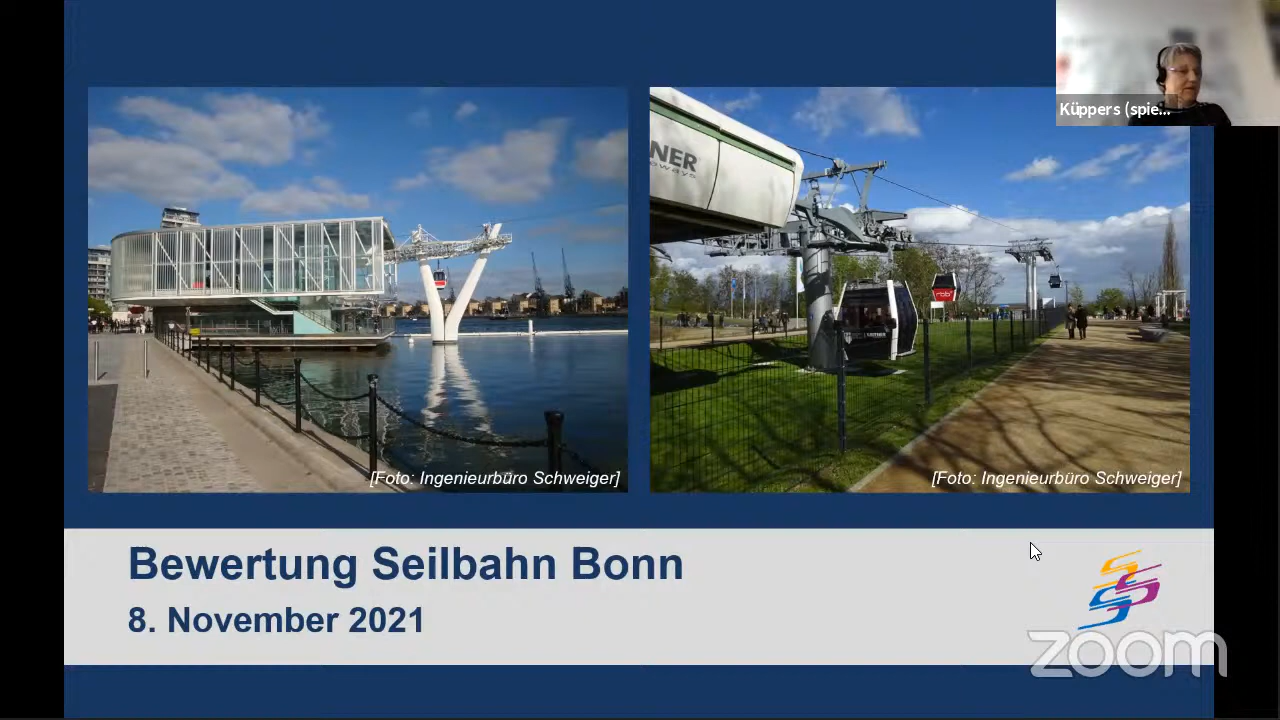 Küppers (spie...
NER
[Foto: Ingenieurbüro Schweiger]
[Foto: Ingenieurbüro Schweiger]
Bewertung Seilbahn Bonn
8. November 2021
zoom